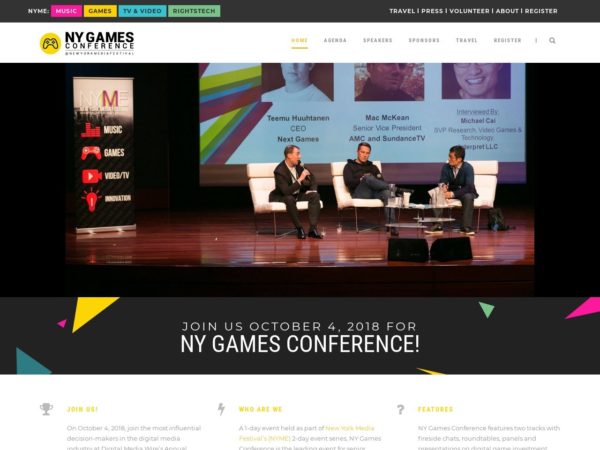 NYME: MUSIC GAMES TV & VIDEO RIGHTSTECH
TRAVEL I PRESS I VOLUNTEER I ABOUT I REGISTER
NY GAMES
CONFERENCE
@NEWYORKMEDIAFESTIVAL
HOME AGENDA SPEAKERS SPONSORS TRAVEL REGISTER |
NYME
MUSIC
GAMES
VIDEO/TV
INNOVATION
Teemu Huuhtanen
CEO
Next Games
Mac McKean
Senior Vice President
AMC and SundanceTV
Interviewed By:
Michael Cai
SVP Research, Video Games &
Technology
LLC
JOIN US OCTOBER 4, 2018 FOR
NY GAMES CONFERENCE!
JOIN US!
On October 4, 2018, join the most influential
decision-makers in the digital media
industry at Digital Media Wire's Annual
WHO ARE WE
A 1-day event held as part of New York Media
Festival's (NYME) 2-day event series, NY Games
Conference is the leading event for senior
?
FEATURES
NY Games Conference features two tracks with
fireside chats, roundtables, panels and
presentations on digital game investment,